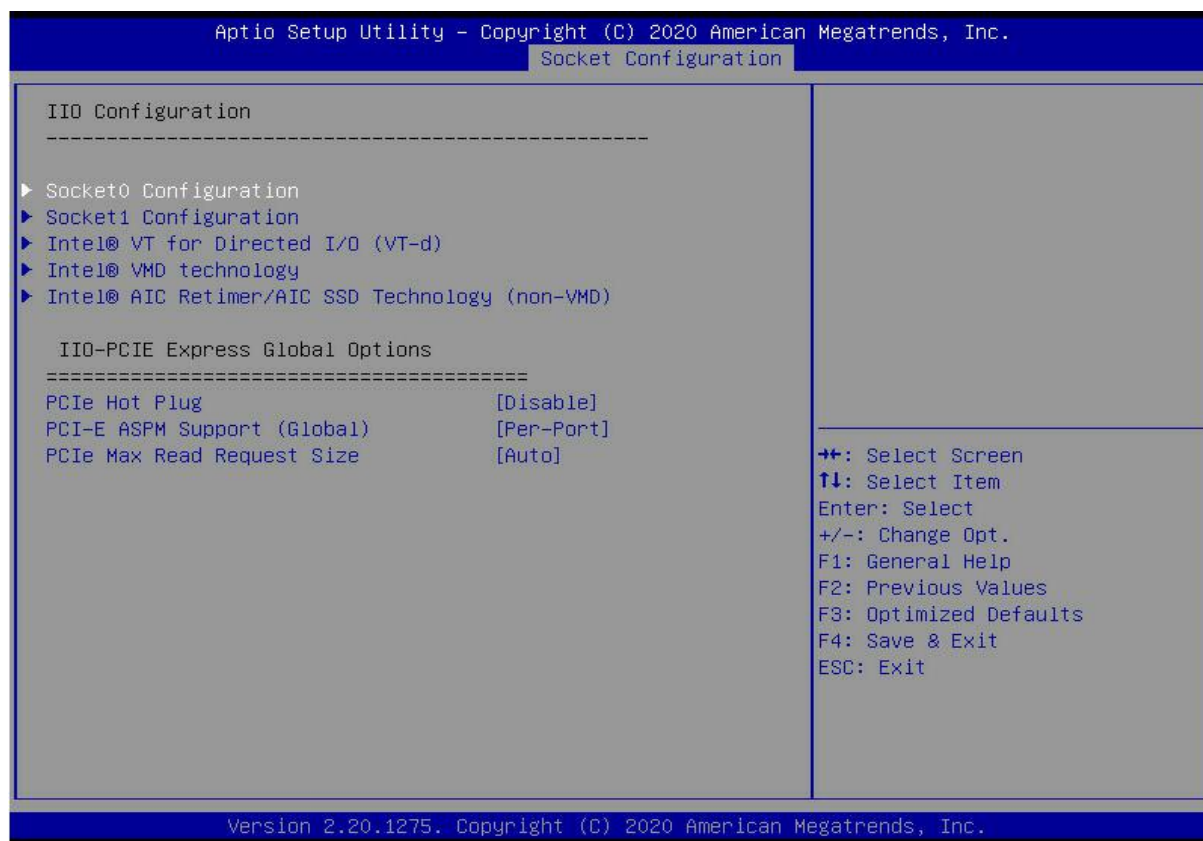 Aptio Setup Utility – Copyright (C) 2020 American Megatrends, Inc.
Socket Configuration
IIO Configuration
--------------------------------------------------
▶ Socket0 Configuration
▶ Socket1 Configuration
▶ Intel® VT for Directed I/O (VT-d)
▶ Intel® VMD technology
▶ Intel® AIC Retimer/AIC SSD Technology (non-VMD)
IIO-PCIE Express Global Options
========================================
PCIe Hot Plug [Disable]
PCI-E ASPM Support (Global) [Per-Port]
PCIe Max Read Request Size [Auto]
→←: Select Screen
↑↓: Select Item
Enter: Select
+/-: Change Opt.
F1: General Help
F2: Previous Values
F3: Optimized Defaults
F4: Save & Exit
ESC: Exit
Version 2.20.1275. Copyright (C) 2020 American Megatrends, Inc.